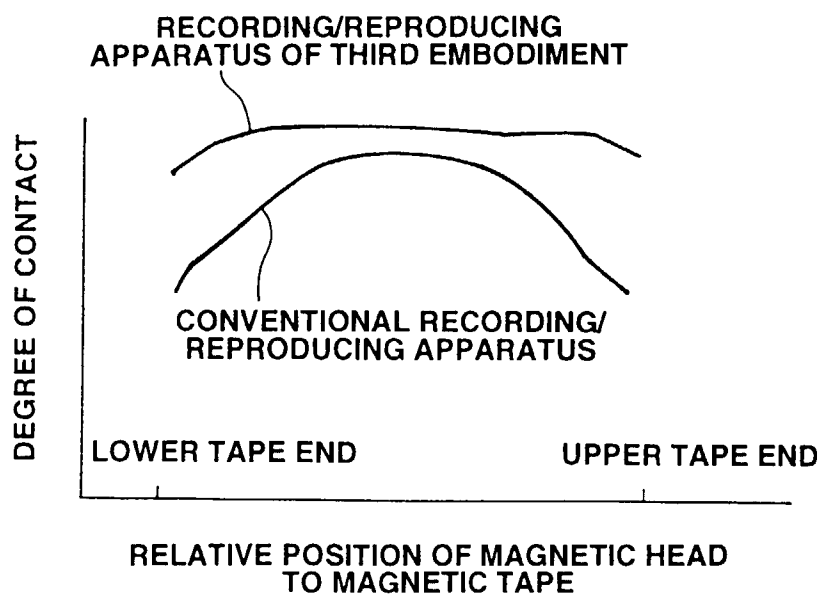 RECORDING/REPRODUCING
APPARATUS OF THIRD EMBODIMENT
DEGREE OF CONTACT
CONVENTIONAL RECORDING/
REPRODUCING APPARATUS
LOWER TAPE END
UPPER TAPE END
RELATIVE POSITION OF MAGNETIC HEAD
TO MAGNETIC TAPE